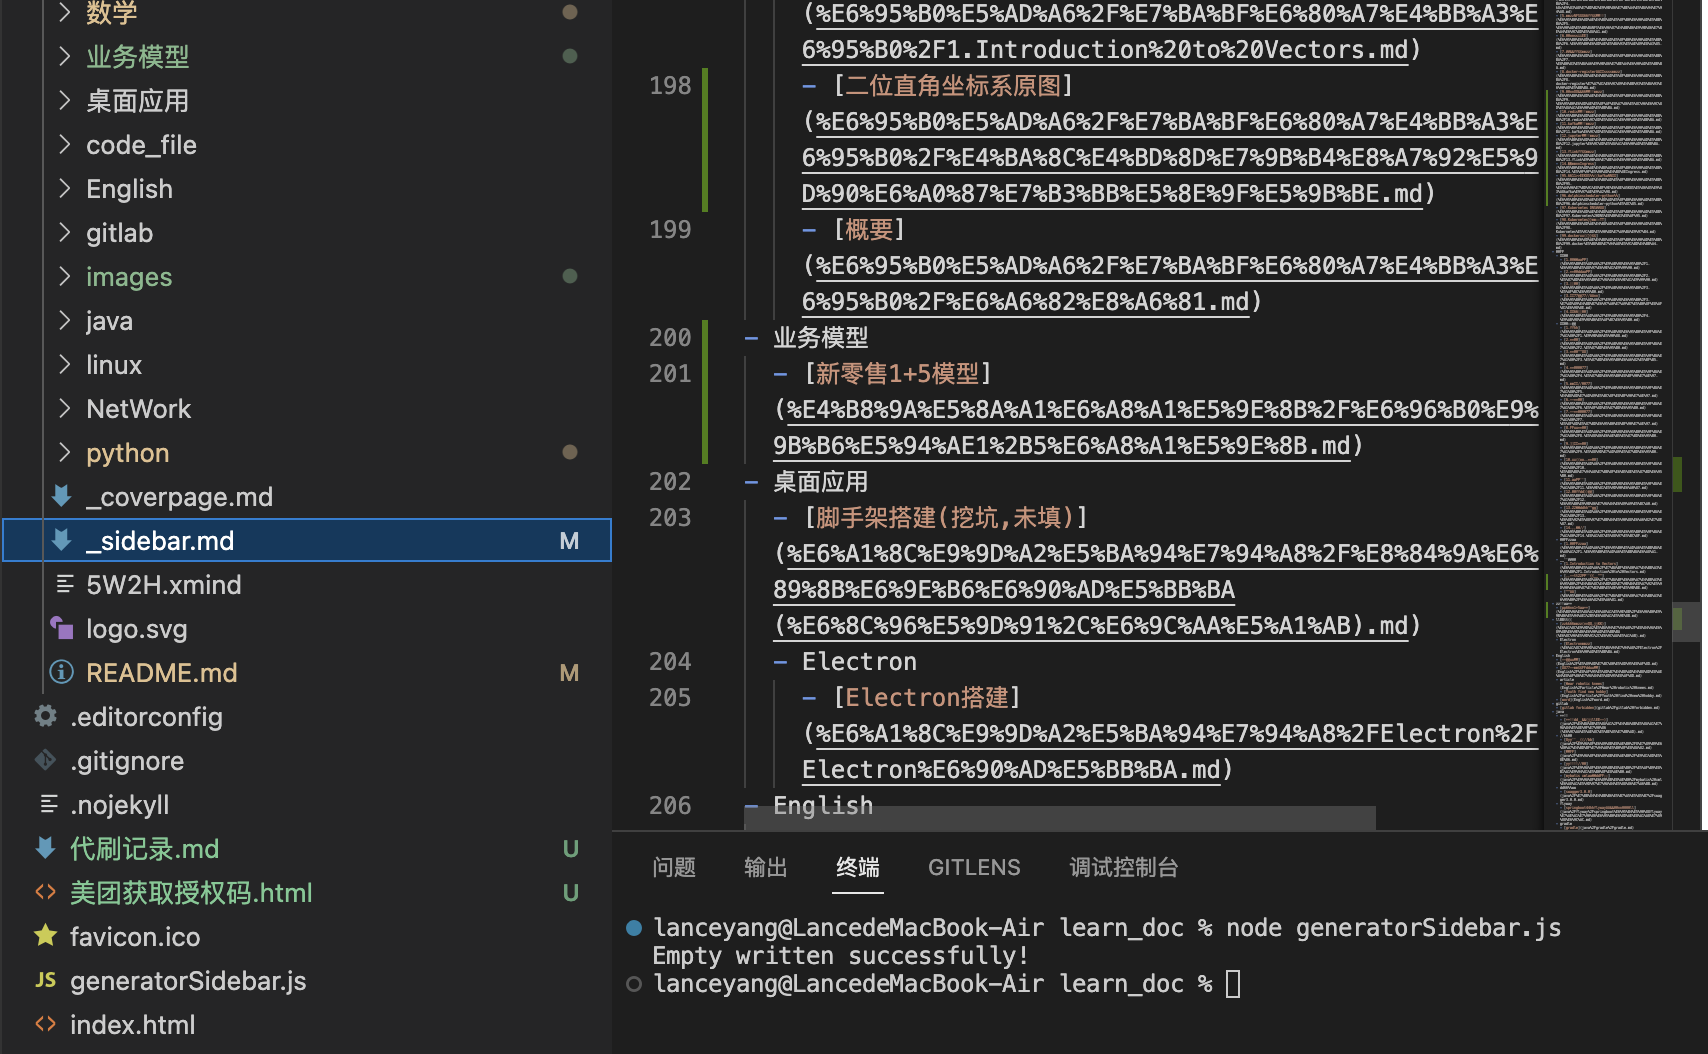 数学
业务模型
桌面应用
code_file
English
gitlab
images
java
linux
NetWork
python
_coverpage.md
_sidebar.md M
5W2H.xmind
logo.svg
README.md M
.editorconfig
.gitignore
.nojekyll
代刷记录.md U
美团获取授权码.html U
favicon.ico
JS generatorSidebar.js
index.html
(%E6%95%B0%E5%AD%A6%2F%E7%BA%BF%E6%80%A7%E4%BB%A3%E
6%95%B0%2F1.Introduction%20to%20Vectors.md)
198 - [二位直角坐标系原图]
(%E6%95%B0%E5%AD%A6%2F%E7%BA%BF%E6%80%A7%E4%BB%A3%E
6%95%B0%2F%E4%BA%8C%E4%BD%8D%E7%9B%B4%E8%A7%92%E5%9
D%90%E6%A0%87%E7%B3%BB%E5%8E%9F%E5%9B%BE.md)
199 - [概要]
(%E6%95%B0%E5%AD%A6%2F%E7%BA%BF%E6%80%A7%E4%BB%A3%E
6%95%B0%2F%E6%A6%82%E8%A6%81.md)
200 - 业务模型
201 - [新零售1+5模型]
(%E4%B8%9A%E5%8A%A1%E6%A8%A1%E5%9E%8B%2F%E6%96%B0%E9%
9B%B6%E5%94%AE1%2B5%E6%A8%A1%E5%9E%8B.md)
202 - 桌面应用
203 - [脚手架搭建(挖坑,未填)]
(%E6%A1%8C%E9%9D%A2%E5%BA%94%E7%94%A8%2F%E8%84%9A%E6%
89%8B%E6%9E%B6%E6%90%AD%E5%BB%BA
(%E6%8C%96%E5%9D%91%2C%E6%9C%AA%E5%A1%AB).md)
204 - Electron
205 - [Electron搭建]
(%E6%A1%8C%E9%9D%A2%E5%BA%94%E7%94%A8%2FElectron%2F
Electron%E6%90%AD%E5%BB%BA.md)
206 - English
问题 输出 终端 GITLENS 调试控制台
lanceyang@LancedeMacBook-Air learn_doc % node generatorSidebar.js
Empty written successfully!
lanceyang@LancedeMacBook-Air learn_doc %